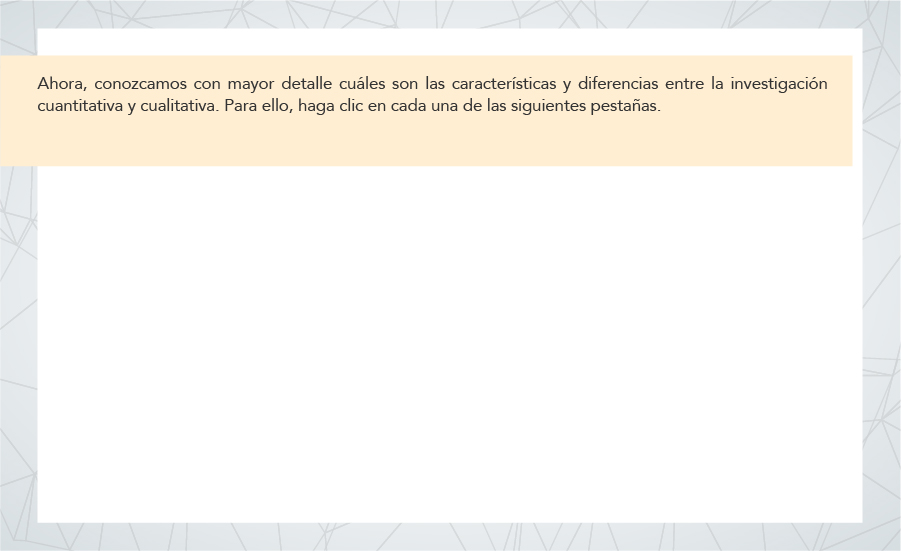 Ahora, conozcamos con mayor detalle cuáles son las características y diferencias entre la investigación
cuantitativa y cualitativa. Para ello, haga clic en cada una de las siguientes pestañas.